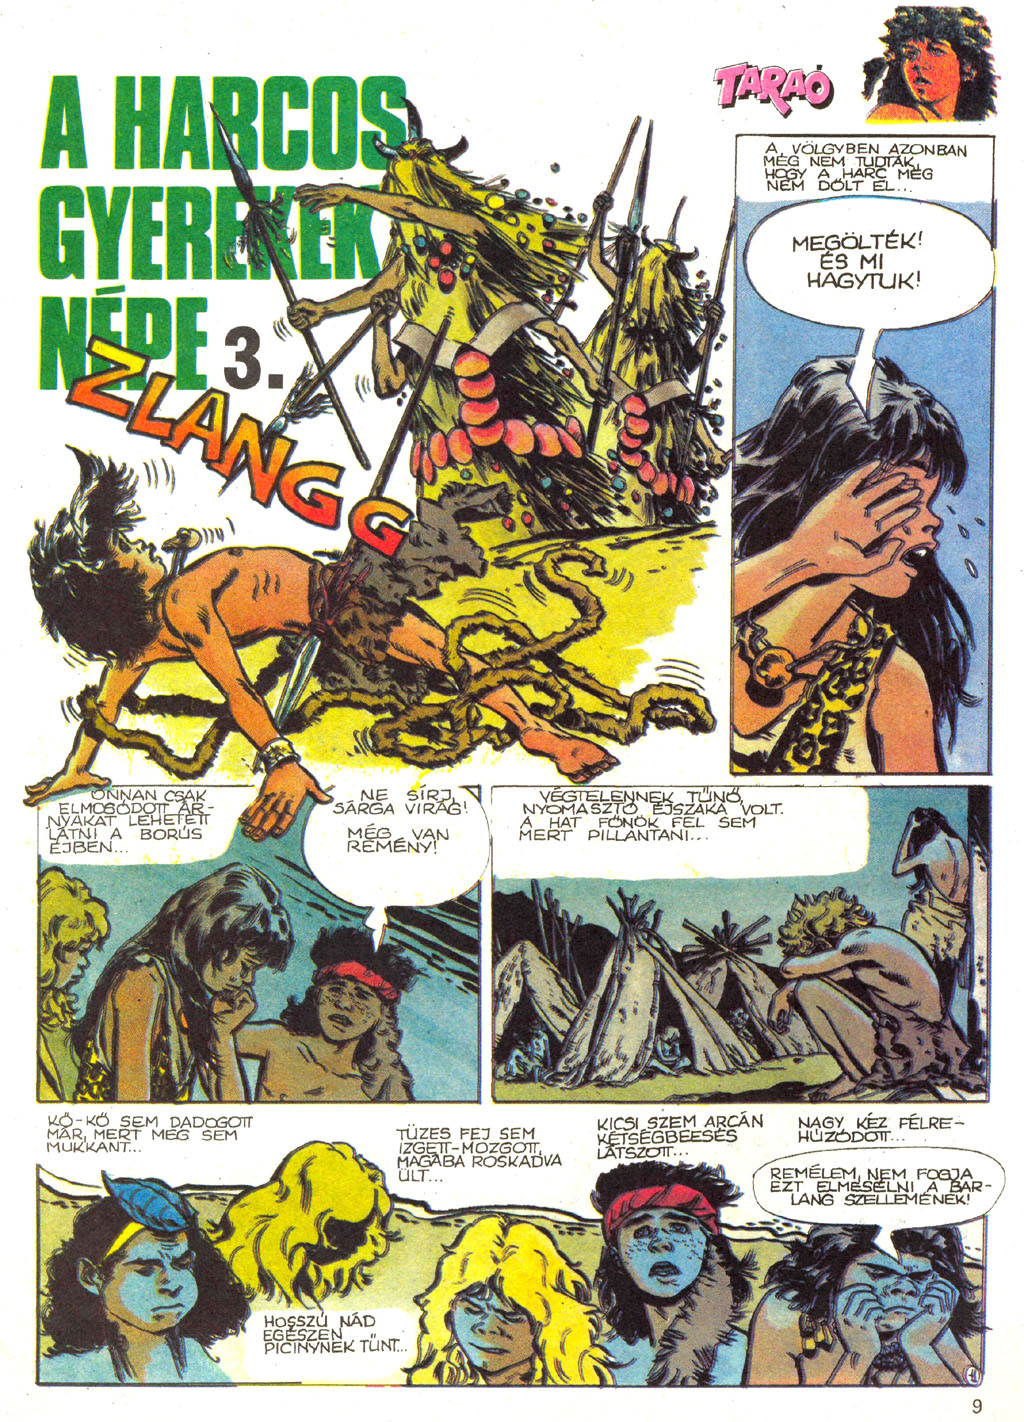 A HARCOS
GYEREKEK
NÉPE 3.
TARAÓ
ZLANGG
A VÖLGYBEN AZONBAN
MÉG NEM TUDTÁK,
HOGY A HARC MÉG
NEM DŐLT EL...
MEGÖLTÉK!
ÉS MI
HAGYTUK!
ONNAN CSAK
ELMOSÓDOTT ÁR-
NYAKAT LEHETETT
LÁTNI A BORÚS
ÉJBEN...
NE SÍRJ,
SÁRGA VIRÁG!
MÉG VAN
REMÉNY!
VÉGTELENNEK TŰNŐ,
NYOMASZTÓ ÉJSZAKA VOLT.
A HAT FŐNÖK FEL SEM
MERT PILLANTANI...
KŐ-KŐ SEM DADOGOTT
MÁR, MERT MEG SEM
MUKKANT...
HOSSZÚ NÁD
EGÉSZEN
PICINYNEK TŰNT...
TÜZES FEJ SEM
IZGETT-MOZGOTT,
MAGÁBA ROSKADVA
ÜLT...
KICSI SZEM ARCÁN
KÉTSÉGBEESÉS
LÁTSZOTT...
NAGY KÉZ FÉLRE-
HÚZÓDOTT...
REMÉLEM, NEM FOGJA
EZT ELMESÉLNI A BAR-
LANG SZELLEMÉNEK!
1
9